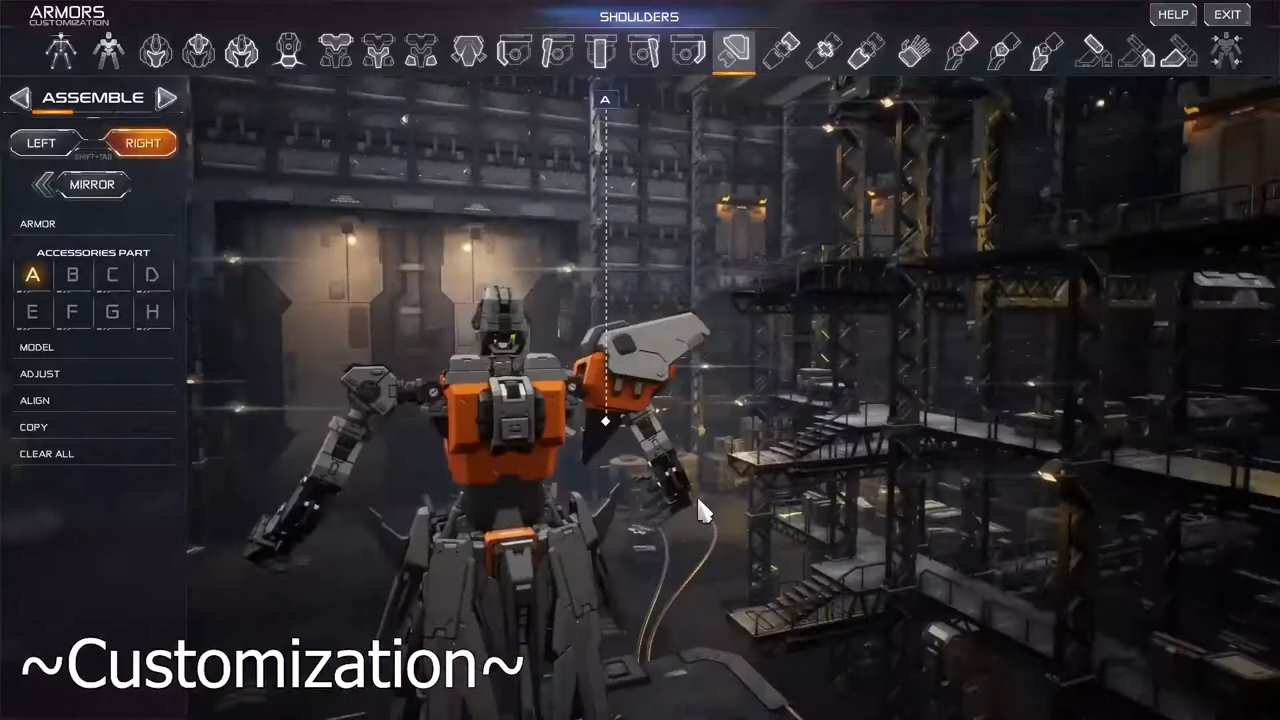 ARMORS
CUSTOMIZATION
SHOULDERS
HELP
EXIT
ASSEMBLE
LEFT
RIGHT
SHIFT+TAB
MIRROR
ARMOR
ACCESSORIES PART
A B C D
E F G H
MODEL
ADJUST
ALIGN
COPY
CLEAR ALL
A
~Customization~